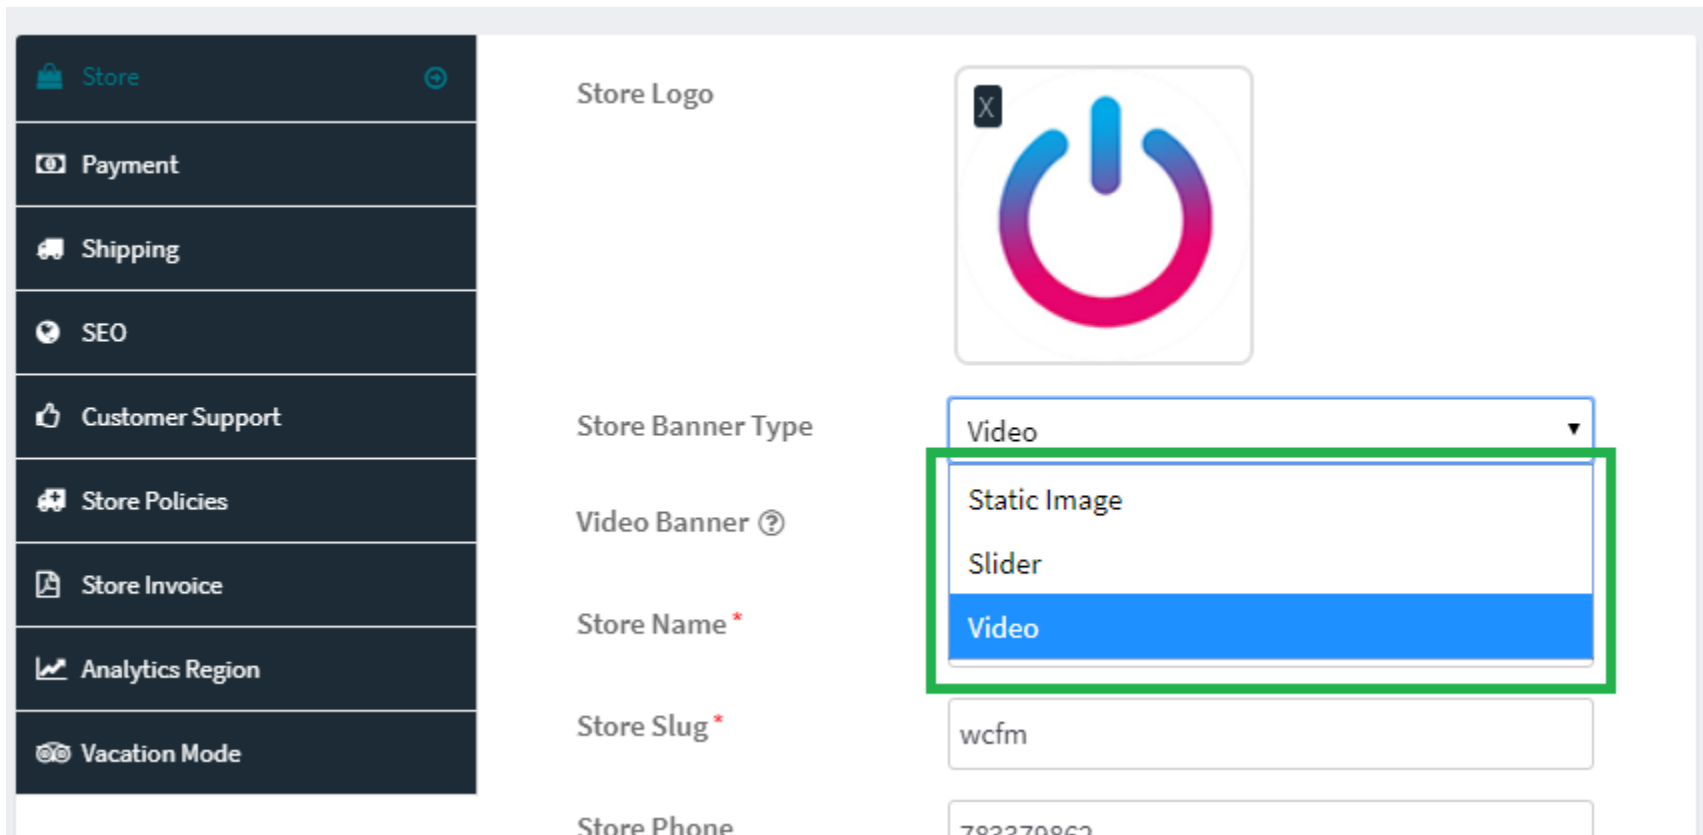 Store
Payment
Shipping
SEO
Customer Support
Store Policies
Store Invoice
Analytics Region
Vacation Mode
Store Logo
X
Store Banner Type
Video
Static Image
Slider
Video
Video Banner
Store Name *
Store Slug *
wcfm
Store Phone
783379862